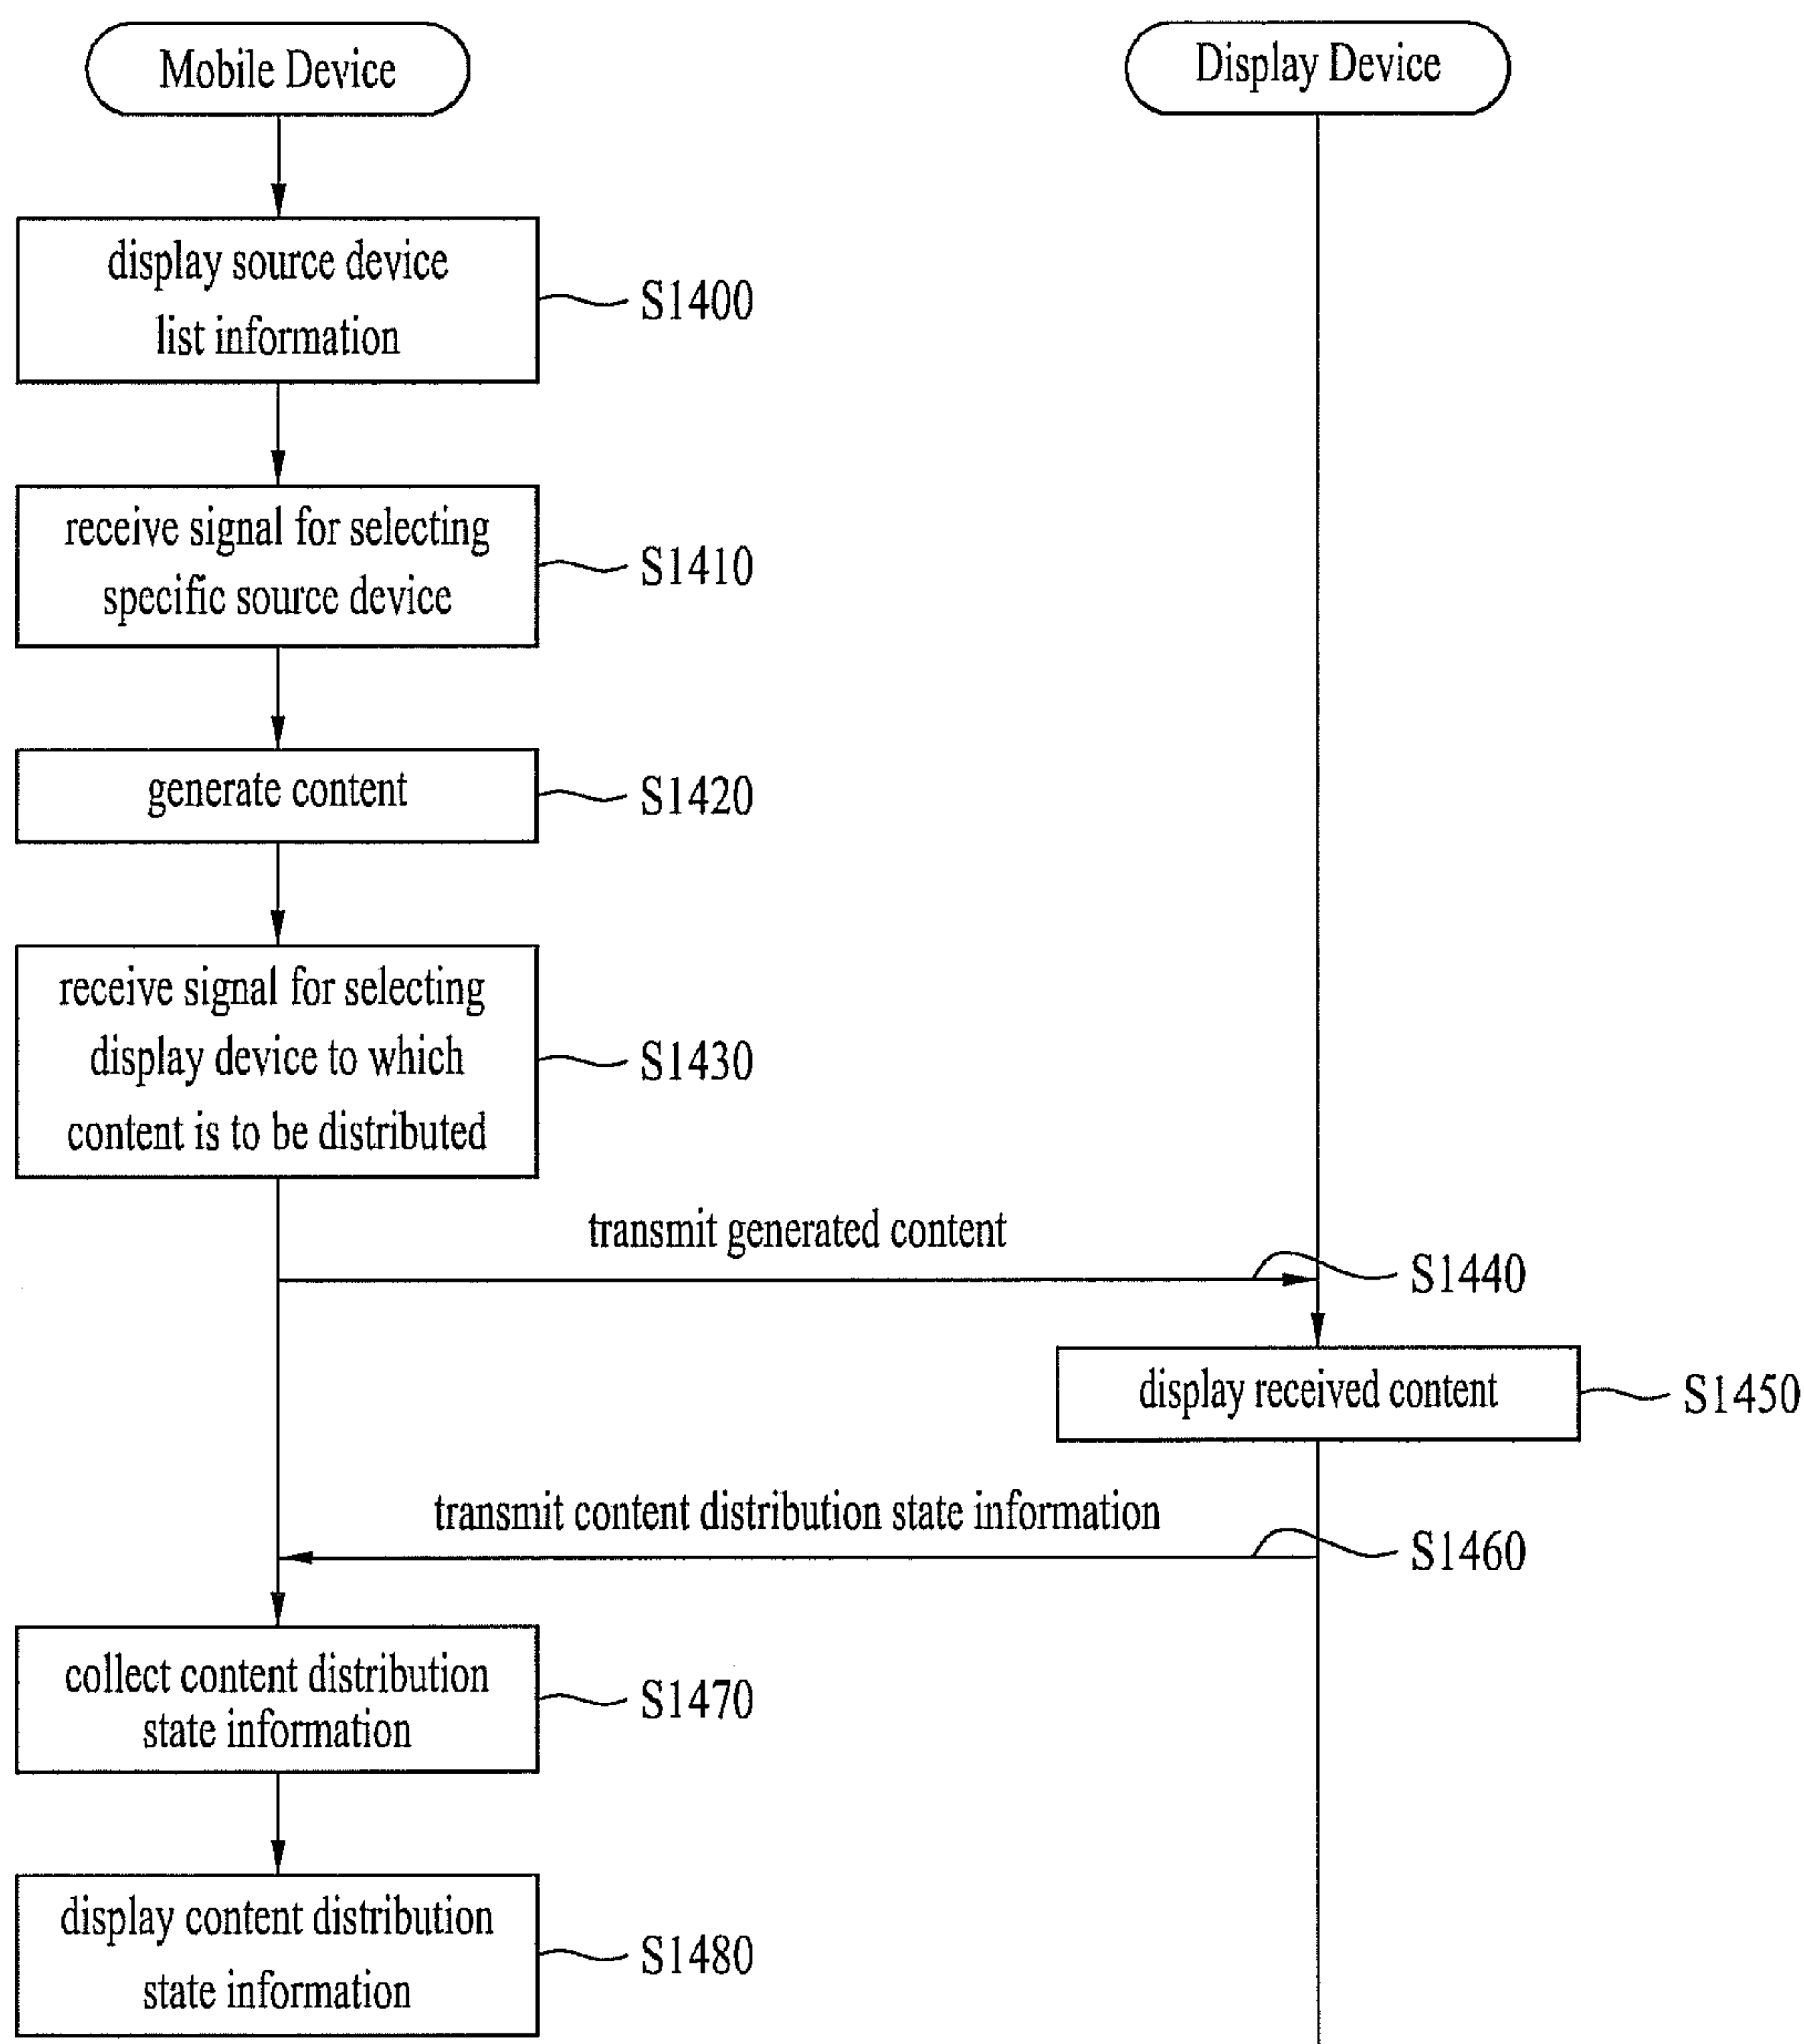 Mobile Device
Display Device
display source device
list information
S1400
receive signal for selecting
specific source device
S1410
generate content
S1420
receive signal for selecting
display device to which
content is to be distributed
S1430
transmit generated content
S1440
display received content
S1450
transmit content distribution state information
S1460
collect content distribution
state information
S1470
display content distribution
state information
S1480